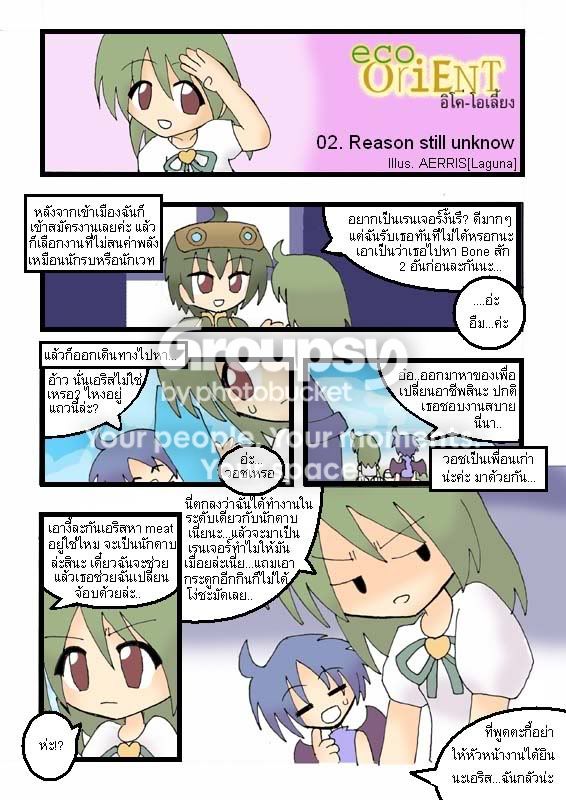 eco
OriENT
อิโค-โอเลี้ยง
02. Reason still unknow
Illus. AERRIS[Laguna]
หลังจากเข้าเมืองฉันก็
เข้าสมัครงานเลยค่ะ แล้ว
ก็เลือกงานที่ไม่สนค่าพลัง
เหมือนนักรบหรือนักเวท
อยากเป็นเรนเจอร์งั้นรึ? ดีมากๆ
แต่ฉันรับเธอทันทีไม่ได้หรอกนะ
เอาเป็นว่าเธอไปหา Bone สัก
2 อันก่อนละกันนะ...
....อ่ะ
อืม...ค่ะ
แล้วก็ออกเดินทางไปหา...
อ้าว นั่นเอริสไม่ใช่
เหรอ? ไหงอยู่
แถวนี้ล่ะ?
อ่ะ...
วอชเหรอ
อ๋อ..ออกมาหาของเพื่อ
เปลี่ยนอาชีพสินะ ปกติ
เธอชอบงานสบาย
นี่นา..
วอชเป็นเพื่อนเก่า
น่ะค่ะ มาด้วยกัน...
Groupsy
by photobucket
Your people. Your moments.
Your space.
เอางี้ละกันเอริสหา meat
อยู่ใช่ไหม จะเป็นนักดาบ
ล่ะสินะ เดี๋ยวฉันจะช่วย
แล้วเธอช่วยฉันเปลี่ยน
จ้อบด้วยล่ะ..
ห่ะ!?
นี่ตกลงว่าฉันได้ทำงานใน
ระดับเดียวกับนักดาบ
เนี่ยนะ...แล้วจะมาเป็น
เรนเจอร์ทำไมให้มัน
เมื่อยล่ะเนี่ย...แถมเอา
กระดูกอีกกินก็ไม่ได้
โง่ชะมัดเลย..
ที่พูดตะกี้อย่า
ให้หัวหน้างานได้ยิน
นะเอริส...ฉันกลัวน่ะ